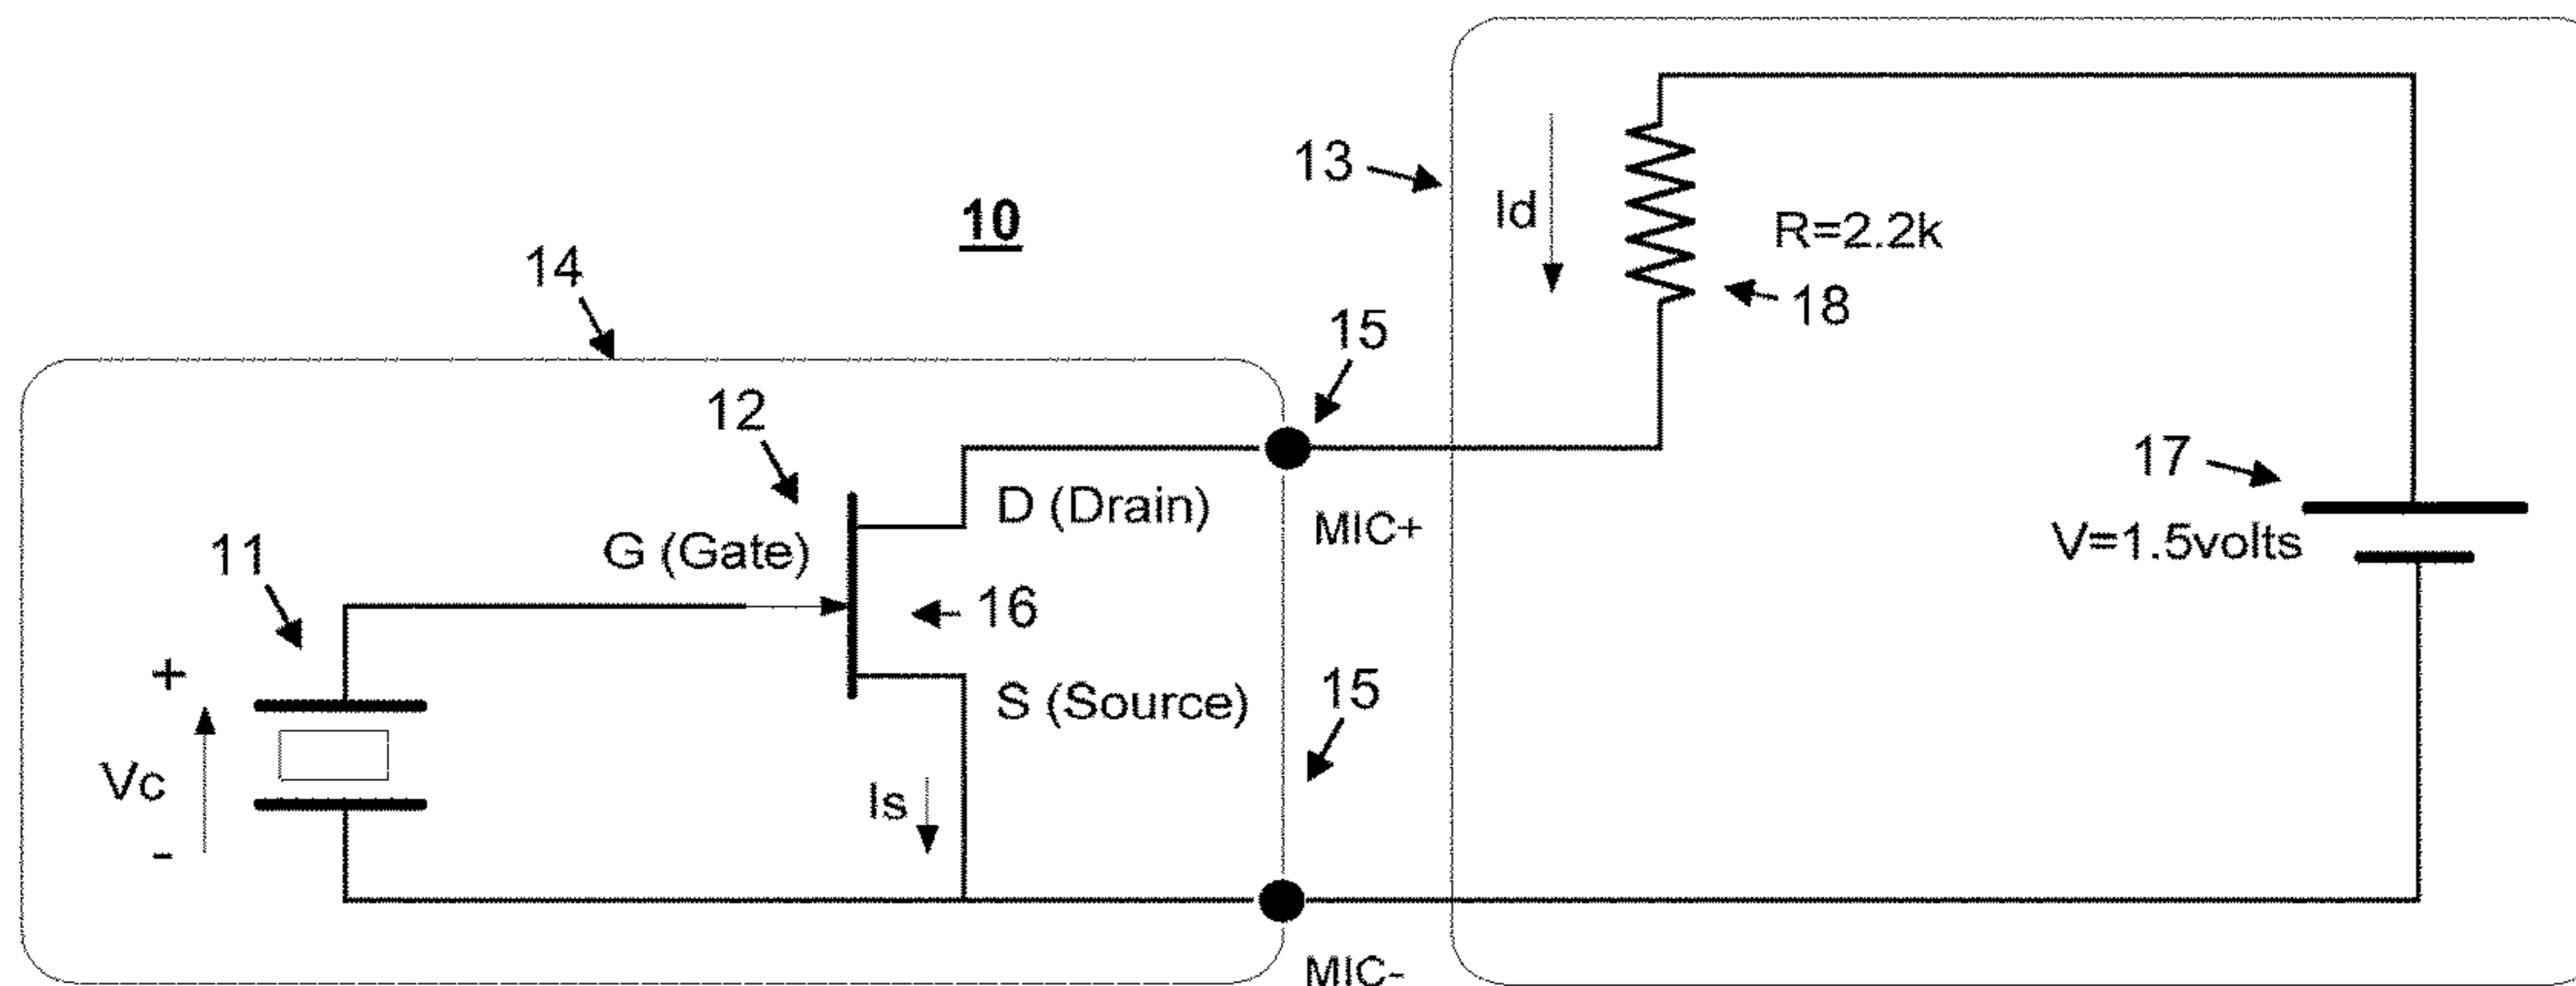 10
13
Id
R=2.2k
18
14
15
12
D (Drain)
MIC+
17
V=1.5volts
G (Gate)
11
16
+
S (Source)
15
Vc
Is
-
MIC-